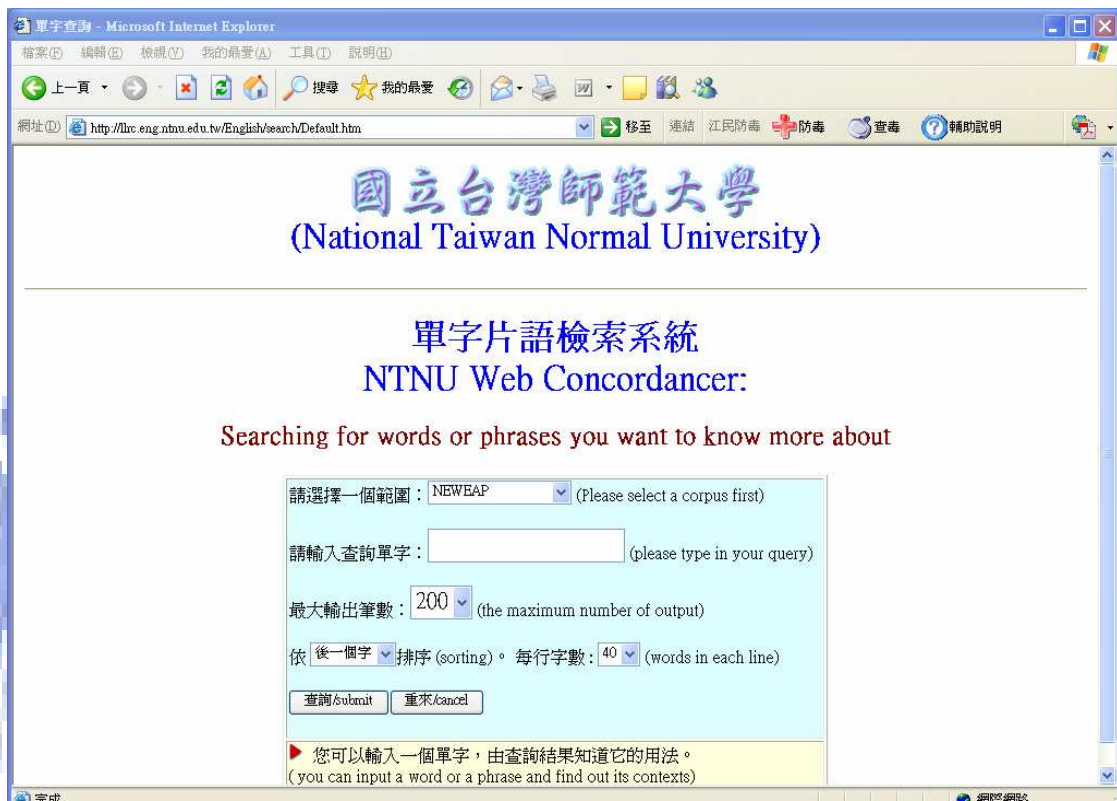 單字查詢 - Microsoft Internet Explorer
檔案(F) 編輯(E) 檢視(V) 我的最愛(A) 工具(T) 說明(H)
上一頁 搜尋 我的最愛
網址(D) http://llrc.eng.ntnu.edu.tw/English/search/Default.htm 移至 連結 江民防毒 防毒 查毒 輔助說明
國立台灣師範大學
(National Taiwan Normal University)
單字片語檢索系統
NTNU Web Concordancer:
Searching for words or phrases you want to know more about
請選擇一個範圍：NEWEAP (Please select a corpus first)
請輸入查詢單字： (please type in your query)
最大輸出筆數：200 (the maximum number of output)
依 後一個字 排序 (sorting)。 每行字數：40 (words in each line)
查詢/submit 重來/cancel
您可以輸入一個單字，由查詢結果知道它的用法。
( you can input a word or a phrase and find out its contexts)
完成 網際網路